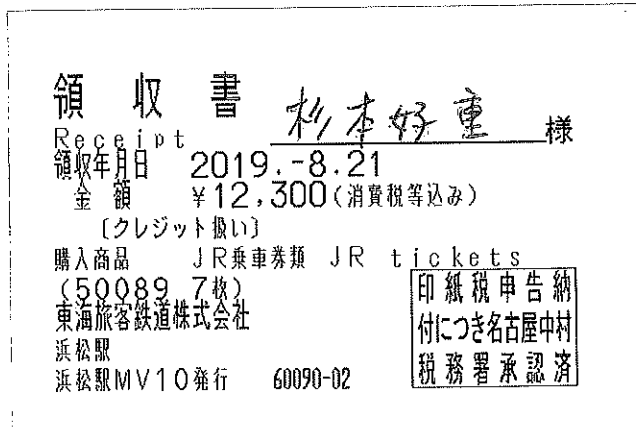 領収書 杉本好重 様
Receipt
領収年月日 2019.-8.21
金額 ¥12,300(消費税等込み)
〔クレジット扱い〕
購入商品 JR乗車券類 JR tickets
(50089 7枚)
東海旅客鉄道株式会社
浜松駅
浜松駅MV10発行 60090-02
印紙税申告納
付につき名古屋中村
税務署承認済